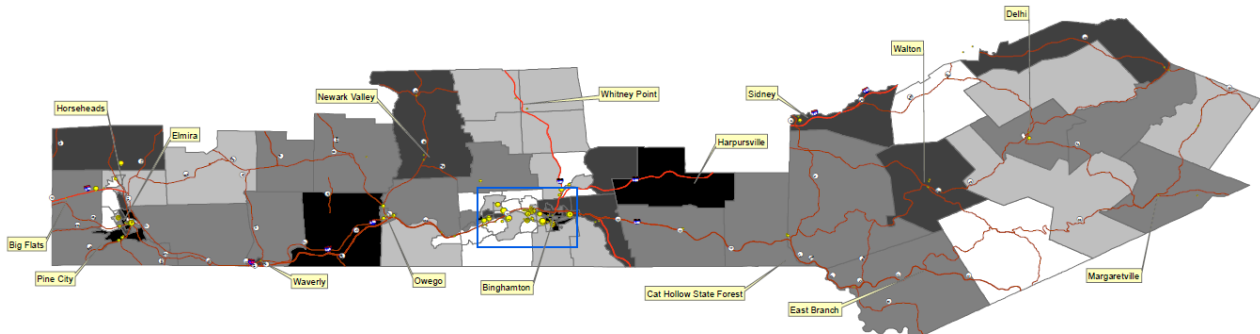 Delhi
Walton
Horseheads
Newark Valley
Whitney Point
Sidney
Elmira
Harpursville
Big Flats
Pine City
Waverly
Owego
Binghamton
Cat Hollow State Forest
East Branch
Margaretville